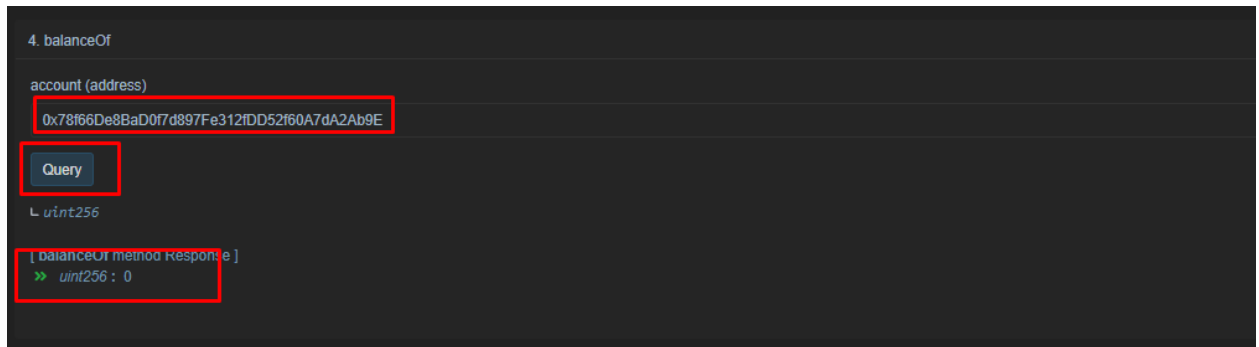 4. balanceOf
account (address)
0x78f66De8BaD0f7d897Fe312fDD52f60A7dA2Ab9E
Query
└ uint256
[ balanceOf method Response ]
» uint256 : 0